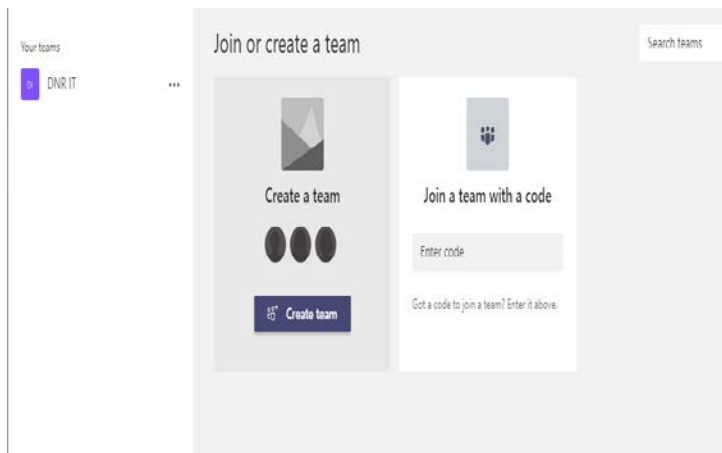 Your teams
DNR IT
...
Join or create a team
Search teams
Create a team
Create team
Join a team with a code
Enter code
Got a code to join a team? Enter it above.